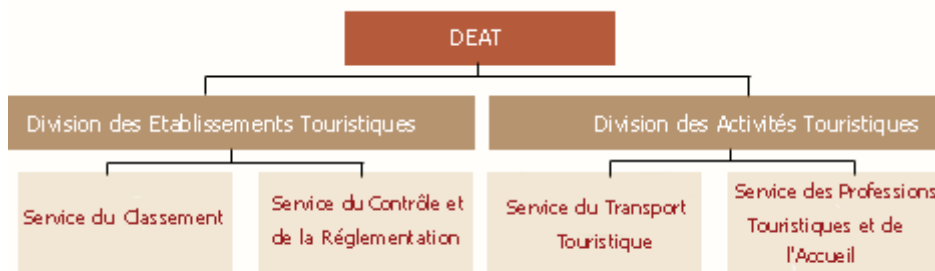 DEAT
Division des Etablissements Touristiques
Division des Activités Touristiques
Service du Classement
Service du Contrôle et
de la Réglementation
Service du Transport
Touristique
Service des Professions
Touristiques et de
l'Accueil